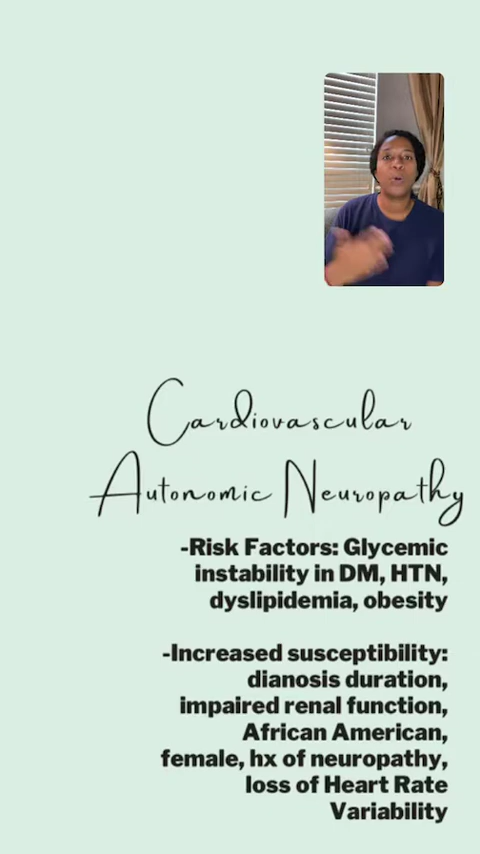 Cardiovascular
Autonomic Neuropathy
-Risk Factors: Glycemic
instability in DM, HTN,
dyslipidemia, obesity
-Increased susceptibility:
dianosis duration,
impaired renal function,
African American,
female, hx of neuropathy,
loss of Heart Rate
Variability